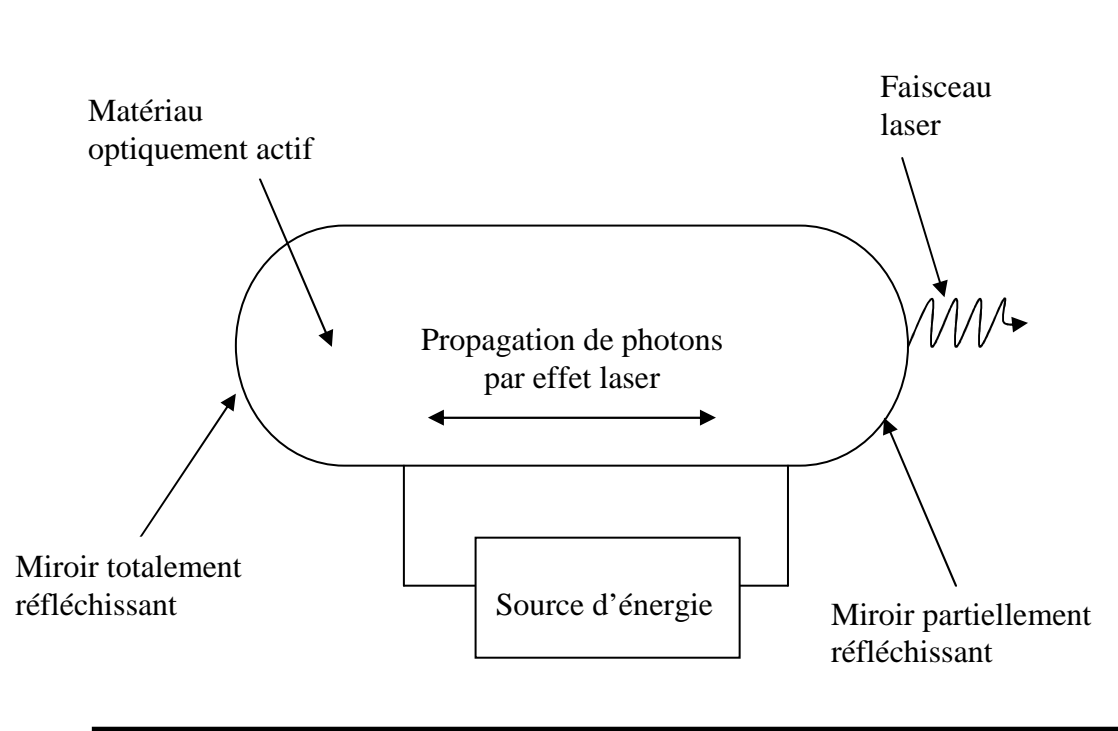 Matériau
optiquement actif
Faisceau
laser
Propagation de photons
par effet laser
Miroir totalement
réfléchissant
Source d’énergie
Miroir partiellement
réfléchissant